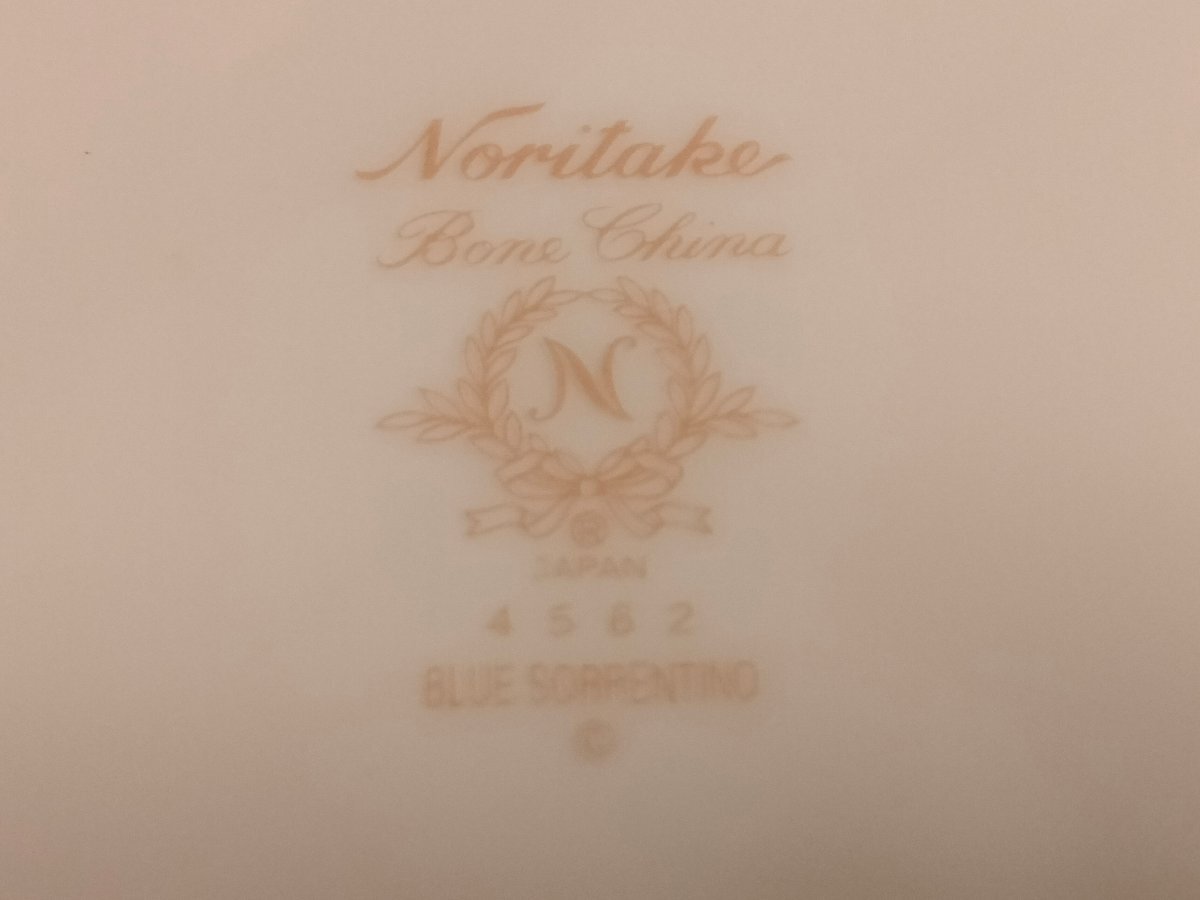 Noritake
Bone China
N
®
JAPAN
4562
BLUE SORRENTINO
©